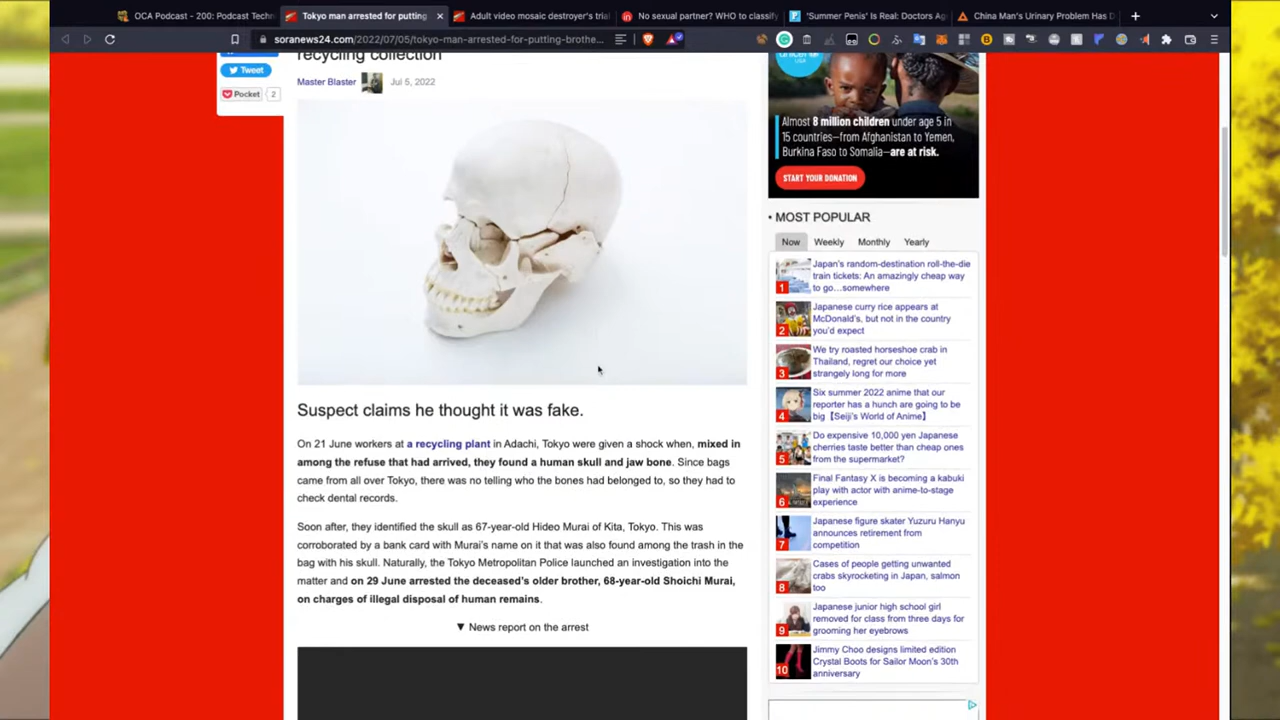 OCA Podcast - 200: Podcast Techn
Tokyo man arrested for putting
Adult video mosaic destroyer's trial
No sexual partner? WHO to classify
'Summer Penis' Is Real: Doctors Ag
China Man's Urinary Problem Has D
soranews24.com/2022/07/05/tokyo-man-arrested-for-putting-brothe...
recycling collection
Tweet
Pocket 2
Master Blaster Jul 5, 2022
Suspect claims he thought it was fake.
On 21 June workers at a recycling plant in Adachi, Tokyo were given a shock when, mixed in
among the refuse that had arrived, they found a human skull and jaw bone. Since bags
came from all over Tokyo, there was no telling who the bones had belonged to, so they had to
check dental records.
Soon after, they identified the skull as 67-year-old Hideo Murai of Kita, Tokyo. This was
corroborated by a bank card with Murai's name on it that was also found among the trash in the
bag with his skull. Naturally, the Tokyo Metropolitan Police launched an investigation into the
matter and on 29 June arrested the deceased's older brother, 68-year-old Shoichi Murai,
on charges of illegal disposal of human remains.
▼ News report on the arrest
unicef
USA
Almost 8 million children under age 5 in
15 countries—from Afghanistan to Yemen,
Burkina Faso to Somalia—are at risk.
START YOUR DONATION
• MOST POPULAR
Now Weekly Monthly Yearly
1
Japan's random-destination roll-the-die
train tickets: An amazingly cheap way
to go…somewhere
2
Japanese curry rice appears at
McDonald's, but not in the country
you'd expect
3
We try roasted horseshoe crab in
Thailand, regret our choice yet
strangely long for more
4
Six summer 2022 anime that our
reporter has a hunch are going to be
big【Seiji's World of Anime】
5
Do expensive 10,000 yen Japanese
cherries taste better than cheap ones
from the supermarket?
6
Final Fantasy X is becoming a kabuki
play with actor with anime-to-stage
experience
7
Japanese figure skater Yuzuru Hanyu
announces retirement from
competition
8
Cases of people getting unwanted
crabs skyrocketing in Japan, salmon
too
9
Japanese junior high school girl
removed for class from three days for
grooming her eyebrows
10
Jimmy Choo designs limited edition
Crystal Boots for Sailor Moon's 30th
anniversary